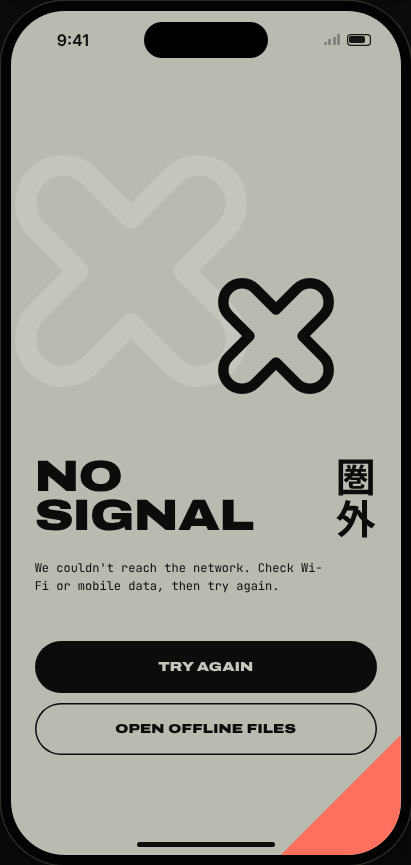 9:41
NO
SIGNAL
圏
外
We couldn't reach the network. Check Wi-
Fi or mobile data, then try again.
TRY AGAIN
OPEN OFFLINE FILES